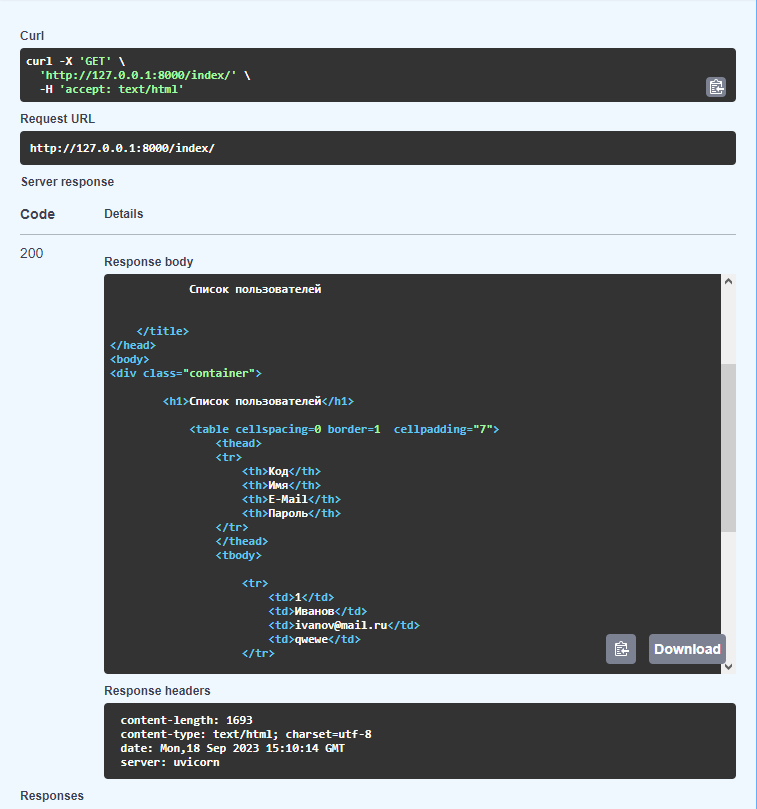 Curl
curl -X 'GET' \
  'http://127.0.0.1:8000/index/' \
  -H 'accept: text/html'
Request URL
http://127.0.0.1:8000/index/
Server response
Code Details
200
Response body
            Список пользователей
    </title>
</head>
<body>
<div class="container">
        <h1>Список пользователей</h1>
            <table cellspacing=0 border=1  cellpadding="7">
                <thead>
                <tr>
                    <th>Код</th>
                    <th>Имя</th>
                    <th>E-Mail</th>
                    <th>Пароль</th>
                </tr>
                </thead>
                <tbody>
                    <tr>
                        <td>1</td>
                        <td>Иванов</td>
                        <td>ivanov@mail.ru</td>
                        <td>qwewe</td>
                    </tr>
Download
Response headers
content-length: 1693
content-type: text/html; charset=utf-8
date: Mon,18 Sep 2023 15:10:14 GMT
server: uvicorn
Responses